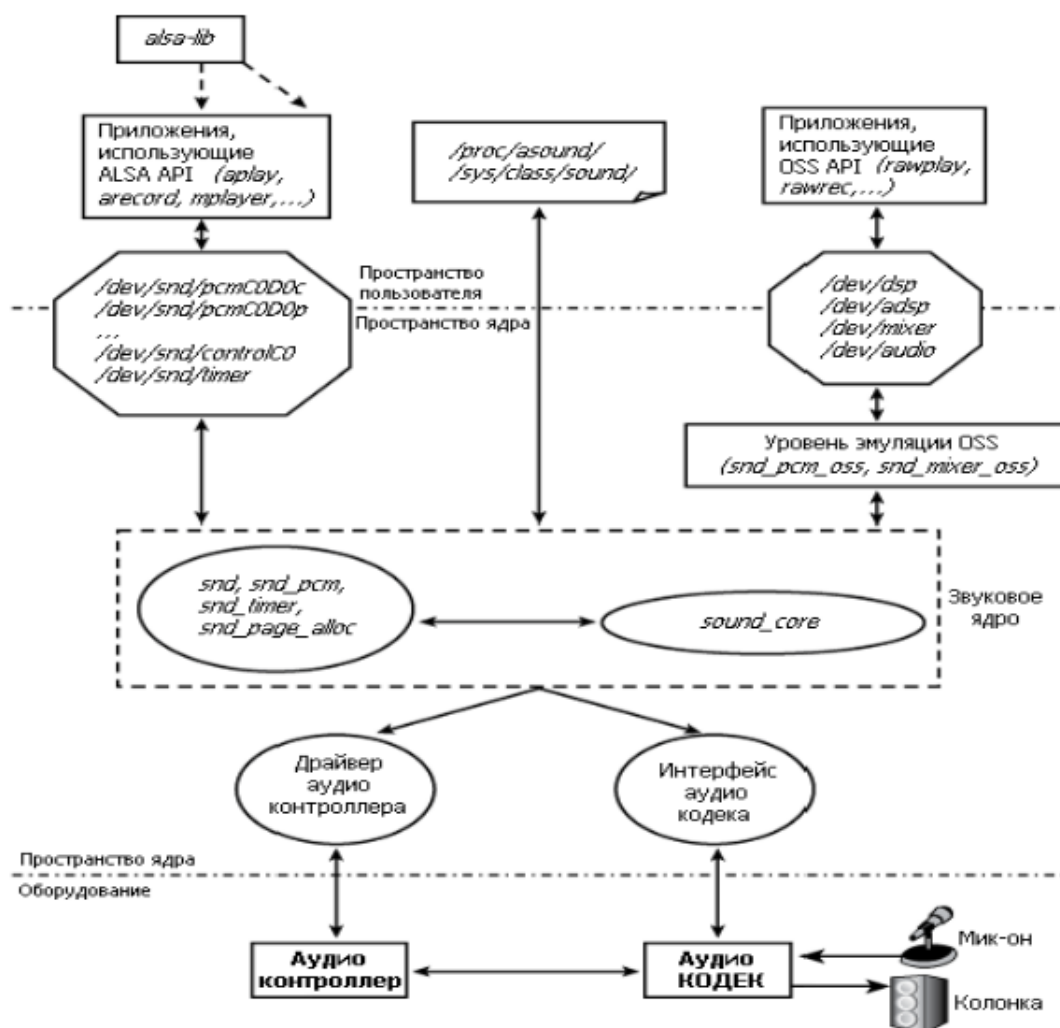 alsa-lib
Приложения,
использующие
ALSA API (aplay,
arecord, mplayer,...)
/proc/asound/
/sys/class/sound/
Приложения,
использующие
OSS API (rawplay,
rawrec,...)
/dev/snd/pcmC0D0c
/dev/snd/pcmC0D0p
...
/dev/snd/controlC0
/dev/snd/timer
Пространство
пользователя
Пространство ядра
/dev/dsp
/dev/adsp
/dev/mixer
/dev/audio
Уровень эмуляции OSS
(snd_pcm_oss, snd_mixer_oss)
snd, snd_pcm,
snd_timer,
snd_page_alloc
sound_core
Звуковое
ядро
Драйвер
аудио
контроллера
Интерфейс
аудио
кодека
Пространство ядра
Оборудование
Аудио
контроллер
Аудио
КОДЕК
Мик-он
Колонка